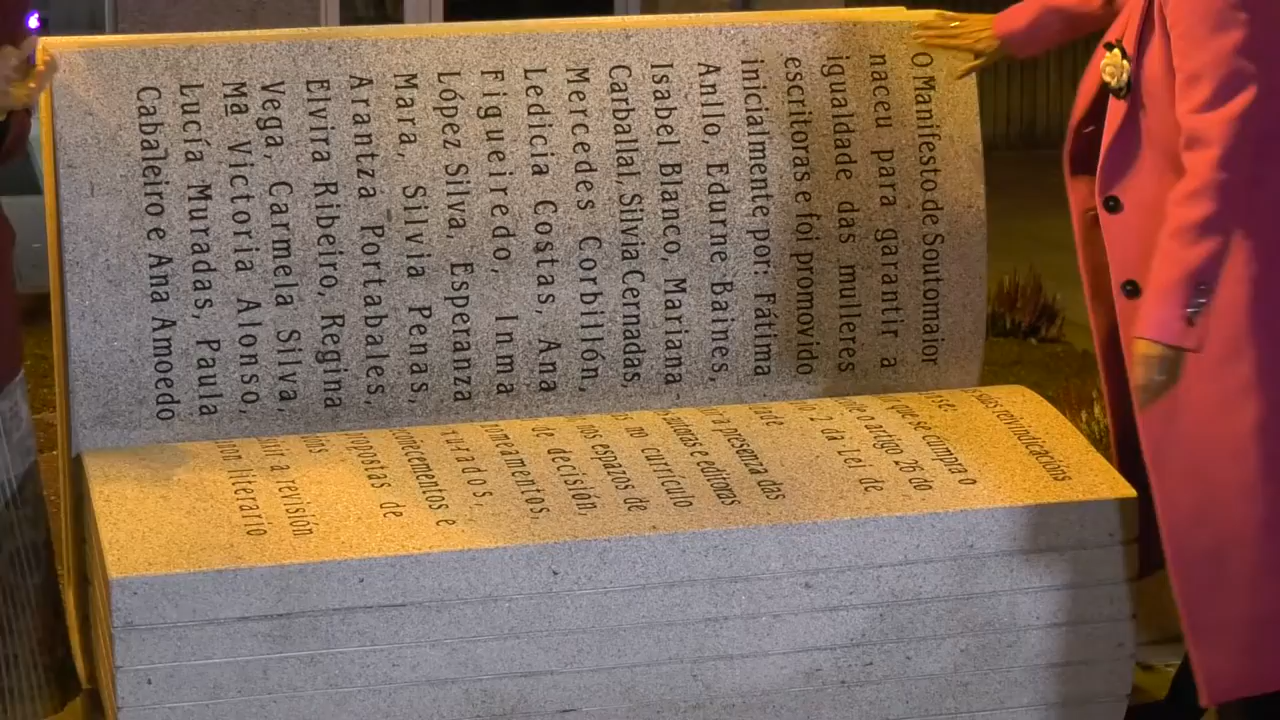 O Manifesto de Soutomaior
naceu para garantir a
igualdade das mulleres
escritoras e foi promovido
inicialmente por: Fátima
Anllo, Edurne Baines,
Isabel Blanco, Mariana
Carballal, Silvia Cernadas,
Mercedes Corbillón,
Ledicia Costas, Ana
Figueiredo, Inma
López Silva, Esperanza
Mara, Silvia Penas,
Arantza Portabales,
Elvira Ribeiro, Regina
Vega, Carmela Silva,
Mª Victoria Alonso,
Lucía Muradas, Paula
Cabaleiro e Ana Amoedo
suas reivindicacións
que se cumpra o
artigo 26 do
2 da Lei de
a presenza das
autoras e editoras
no currículo
nos espazos de
de decisión,
e
propostas de
a revisión
literario